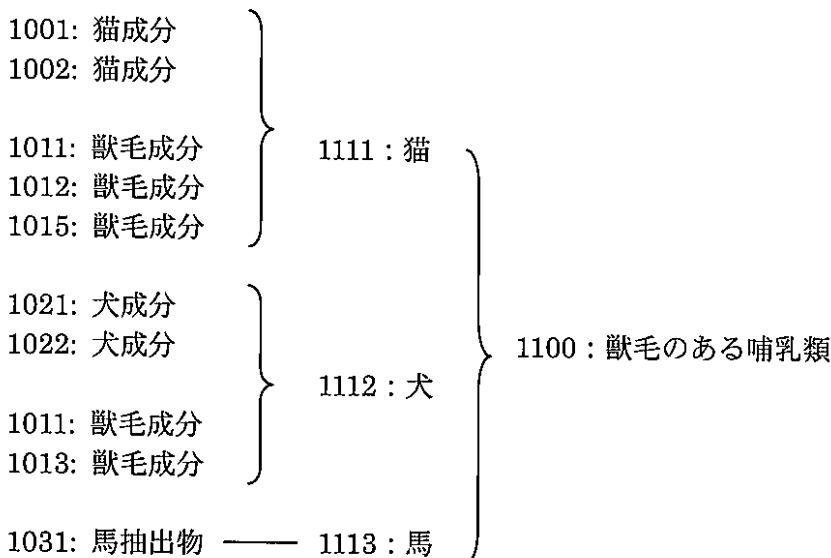 1001: 猫成分
1002: 猫成分
1011: 獣毛成分
1012: 獣毛成分
1015: 獣毛成分
1111 : 猫
1021: 犬成分
1022: 犬成分
1011: 獣毛成分
1013: 獣毛成分
1112 : 犬
1031: 馬抽出物
1113 : 馬
1100 : 獣毛のある哺乳類